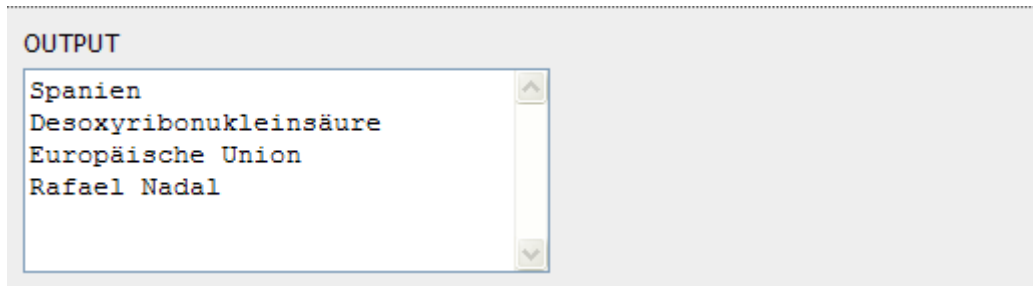 OUTPUT
Spanien
Desoxyribonukleinsäure
Europäische Union
Rafael Nadal